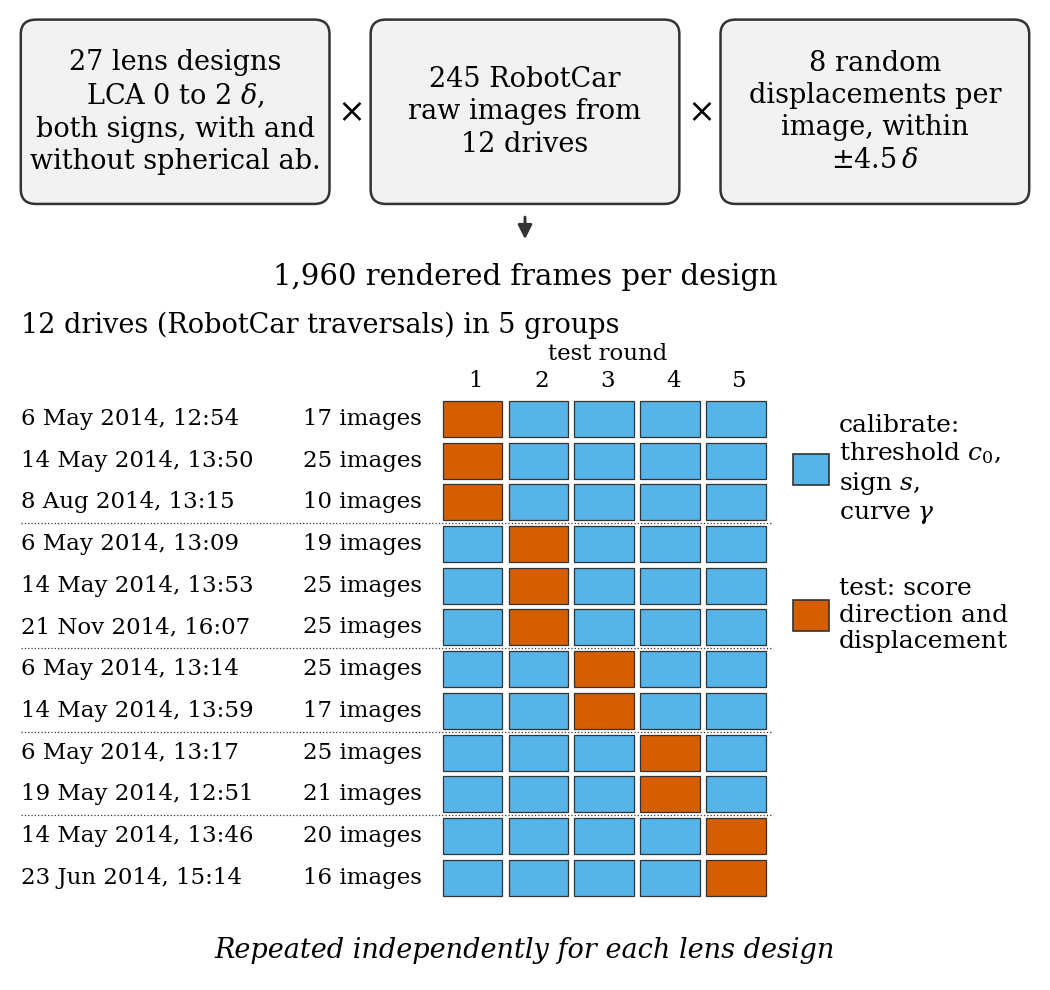 27 lens designs
LCA 0 to 2 δ,
both signs, with and
without spherical ab.
×
245 RobotCar
raw images from
12 drives
×
8 random
displacements per
image, within
±4.5 δ
1,960 rendered frames per design
12 drives (RobotCar traversals) in 5 groups
test round
1 2 3 4 5
6 May 2014, 12:54 17 images
14 May 2014, 13:50 25 images
8 Aug 2014, 13:15 10 images
6 May 2014, 13:09 19 images
14 May 2014, 13:53 25 images
21 Nov 2014, 16:07 25 images
6 May 2014, 13:14 25 images
14 May 2014, 13:59 17 images
6 May 2014, 13:17 25 images
19 May 2014, 12:51 21 images
14 May 2014, 13:46 20 images
23 Jun 2014, 15:14 16 images
calibrate:
threshold c₀,
sign s,
curve γ
test: score
direction and
displacement
Repeated independently for each lens design